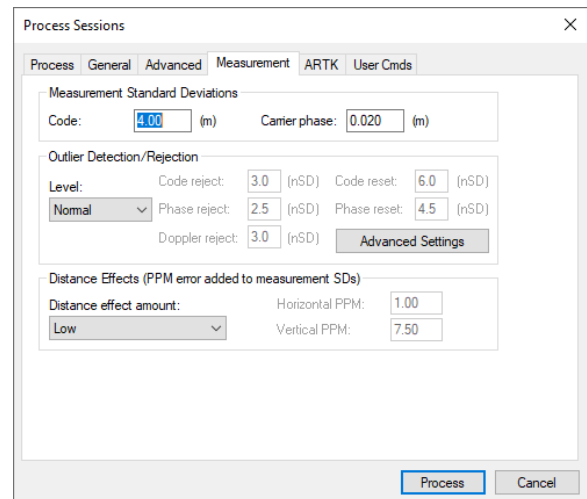 Process Sessions
Process General Advanced Measurement ARTK User Cmds
Measurement Standard Deviations
Code: 4.00 (m) Carrier phase: 0.020 (m)
Outlier Detection/Rejection
Level: Code reject: 3.0 (nSD) Code reset: 6.0 (nSD)
Normal Phase reject: 2.5 (nSD) Phase reset: 4.5 (nSD)
Doppler reject: 3.0 (nSD) Advanced Settings
Distance Effects (PPM error added to measurement SDs)
Distance effect amount: Horizontal PPM: 1.00
Low Vertical PPM: 7.50
Process Cancel